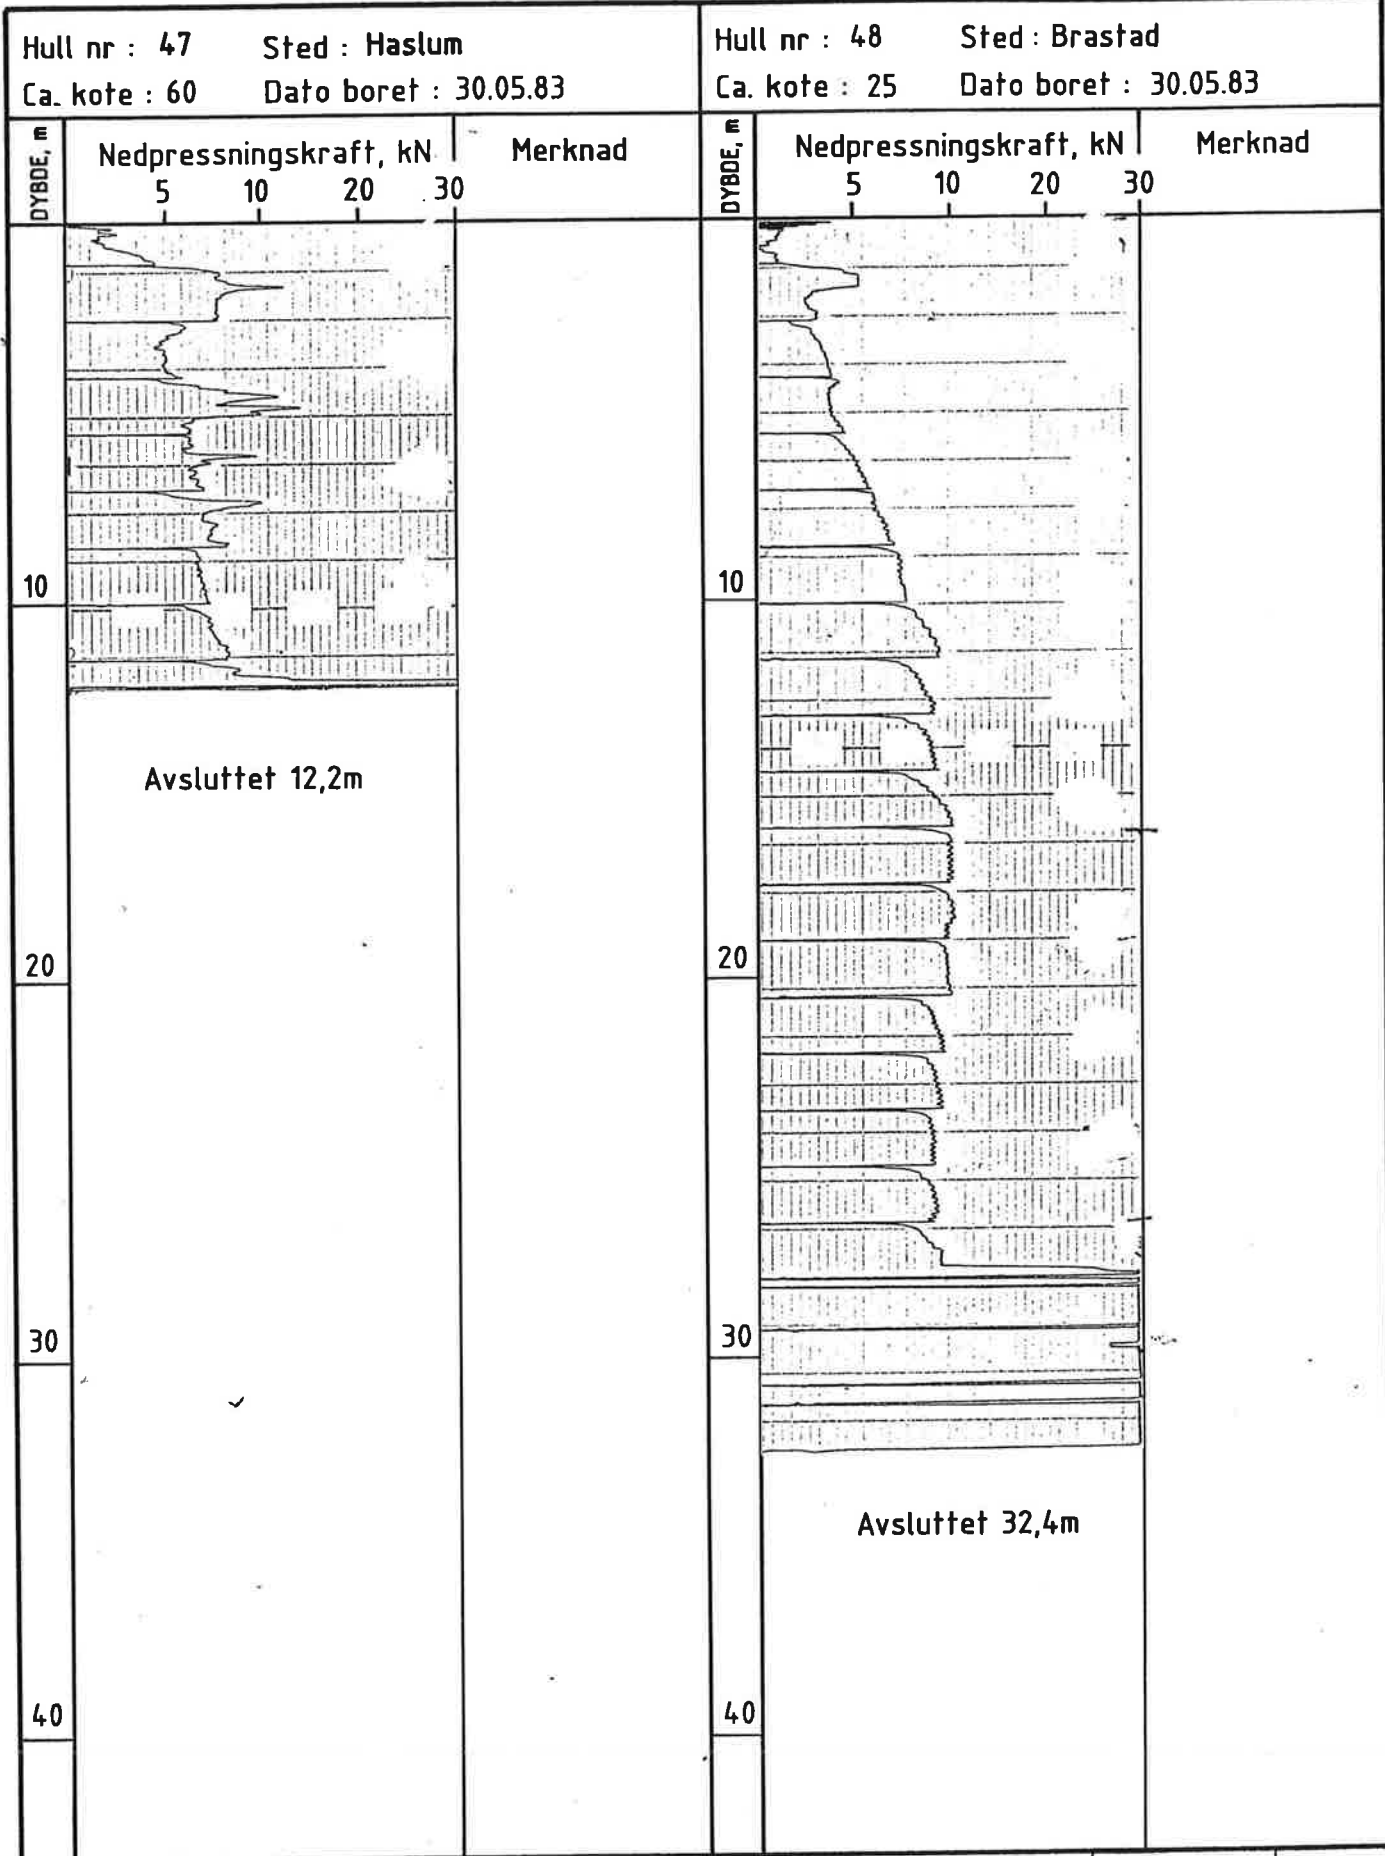 Hull nr : 47 Sted : Haslum
Ca. kote : 60 Dato boret : 30.05.83
DYBDE, m
Nedpressningskraft, kN
Merknad
5 10 20 30
10
Avsluttet 12,2m
20
30
40
Hull nr : 48 Sted : Brastad
Ca. kote : 25 Dato boret : 30.05.83
DYBDE, m
Nedpressningskraft, kN
Merknad
5 10 20 30
10
20
30
Avsluttet 32,4m
40